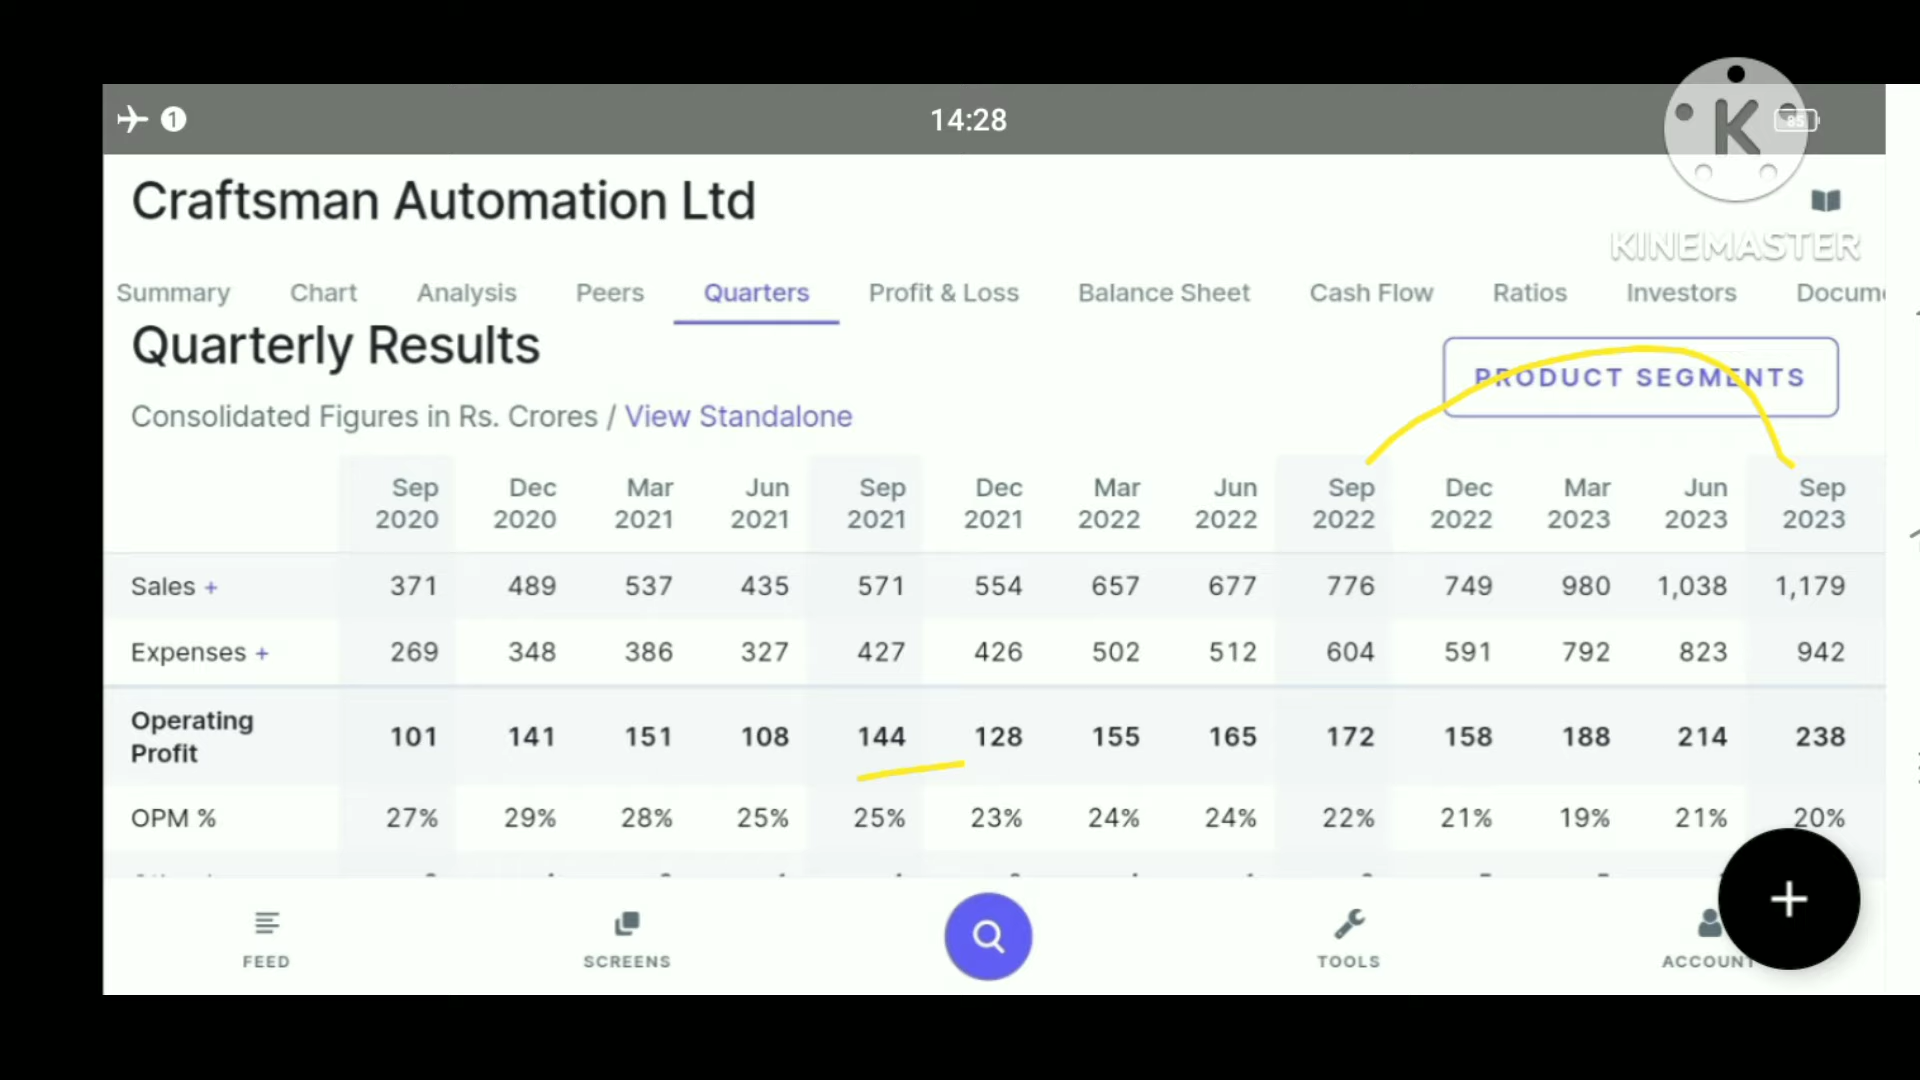 1
14:28
85
K
KINEMASTER
Craftsman Automation Ltd
Summary Chart Analysis Peers Quarters Profit & Loss Balance Sheet Cash Flow Ratios Investors Docume
Quarterly Results
PRODUCT SEGMENTS
Consolidated Figures in Rs. Crores / View Standalone
Sep Dec Mar Jun Sep Dec Mar Jun Sep Dec Mar Jun Sep
2020 2020 2021 2021 2021 2021 2022 2022 2022 2022 2023 2023 2023
Sales + 371 489 537 435 571 554 657 677 776 749 980 1,038 1,179
Expenses + 269 348 386 327 427 426 502 512 604 591 792 823 942
Operating
Profit 101 141 151 108 144 128 155 165 172 158 188 214 238
OPM % 27% 29% 28% 25% 25% 23% 24% 24% 22% 21% 19% 21% 20%
FEED SCREENS TOOLS ACCOUNT